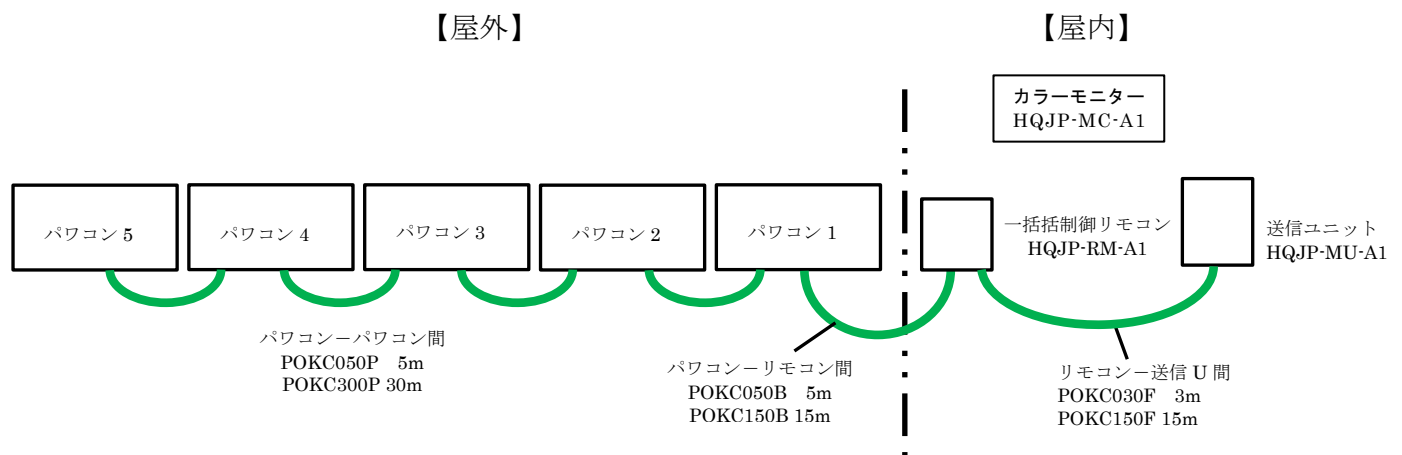 【屋外】
【屋内】
カラーモニター
HQJP-MC-A1
パワコン 5
パワコン 4
パワコン 3
パワコン 2
パワコン 1
一括括制御リモコン
HQJP-RM-A1
送信ユニット
HQJP-MU-A1
パワコン－パワコン間
POKC050P 5m
POKC300P 30m
パワコン－リモコン間
POKC050B 5m
POKC150B 15m
リモコン－送信 U 間
POKC030F 3m
POKC150F 15m